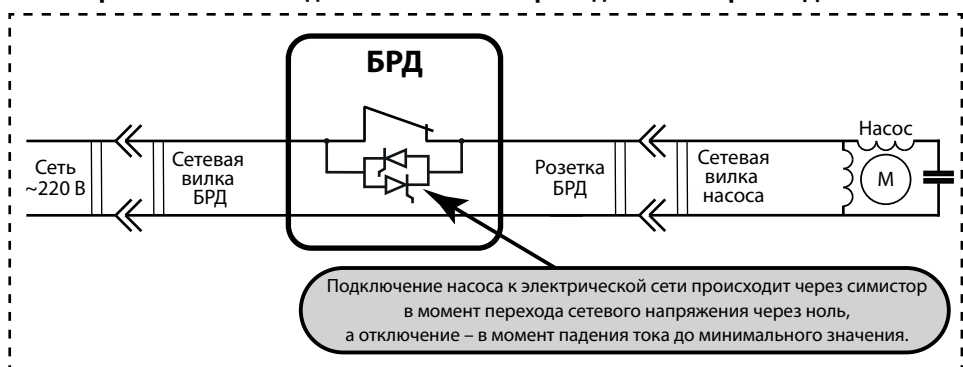 БРД
Насос
Сеть
~220 В
Сетевая
вилка
БРД
Розетка
БРД
Сетевая
вилка
насоса
М
Подключение насоса к электрической сети происходит через симистор
в момент перехода сетевого напряжения через ноль,
а отключение – в момент падения тока до минимального значения.